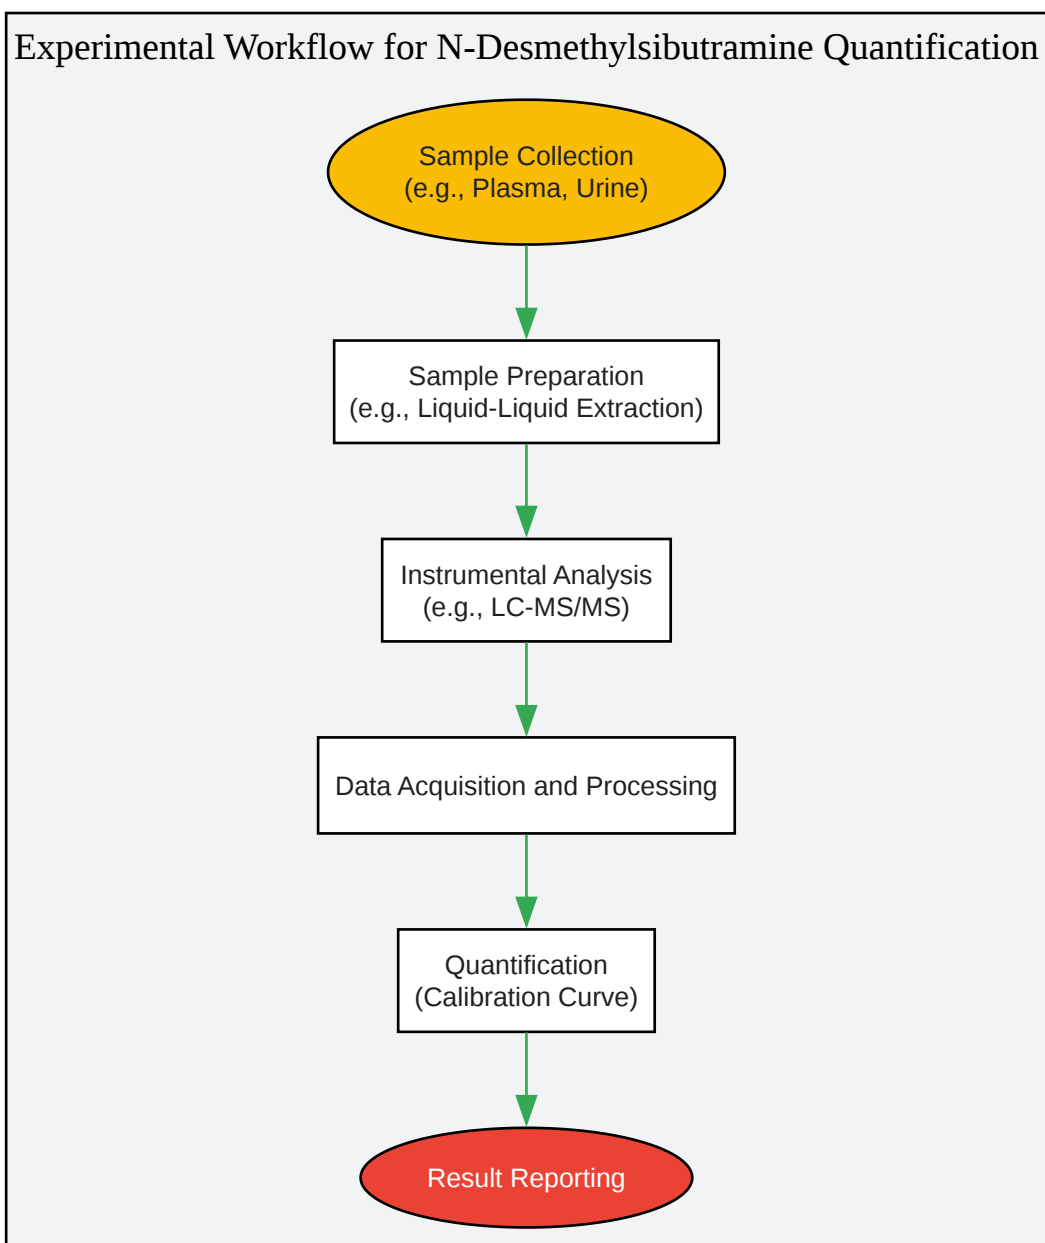 Experimental Workflow for N-Desmethylsibutramine Quantification
Sample Collection
(e.g., Plasma, Urine)
Sample Preparation
(e.g., Liquid-Liquid Extraction)
Instrumental Analysis
(e.g., LC-MS/MS)
Data Acquisition and Processing
Quantification
(Calibration Curve)
Result Reporting